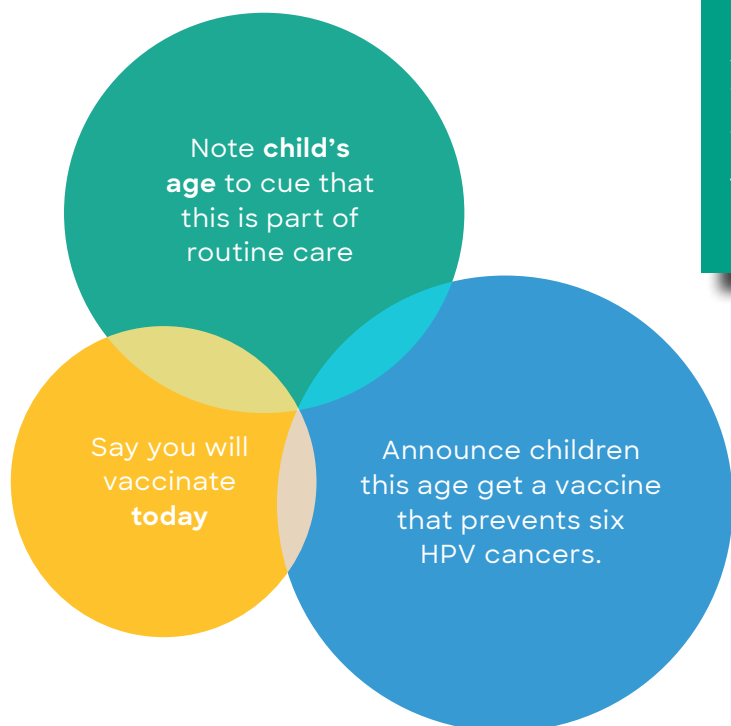 Note child’s
age to cue that
this is part of
routine care
Say you will
vaccinate
today
Announce children
this age get a vaccine
that prevents six
HPV cancers.